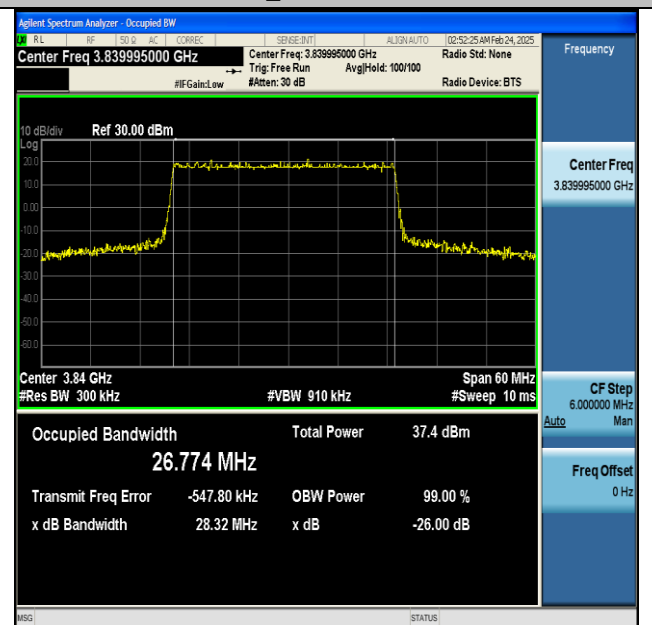 Agilent Spectrum Analyzer - Occupied BW
RL RF 50 Ω AC CORREC SENSE:INT ALIGN AUTO 02:52:25 AM Feb 24, 2025
Center Freq 3.839995000 GHz
Center Freq: 3.839995000 GHz
Radio Std: None
Trig: Free Run Avg|Hold: 100/100
#IFGain:Low
#Atten: 30 dB
Radio Device: BTS
10 dB/div Ref 30.00 dBm
Log
20.0
10.0
0.00
-10.0
-20.0
-30.0
-40.0
-50.0
-60.0
Center 3.84 GHz
Span 60 MHz
#Res BW 300 kHz
#VBW 910 kHz
#Sweep 10 ms
Occupied Bandwidth
Total Power 37.4 dBm
26.774 MHz
Transmit Freq Error -547.80 kHz
OBW Power 99.00 %
x dB Bandwidth 28.32 MHz
x dB -26.00 dB
MSG
STATUS
Frequency
Center Freq
3.839995000 GHz
CF Step
6.000000 MHz
Auto Man
Freq Offset
0 Hz